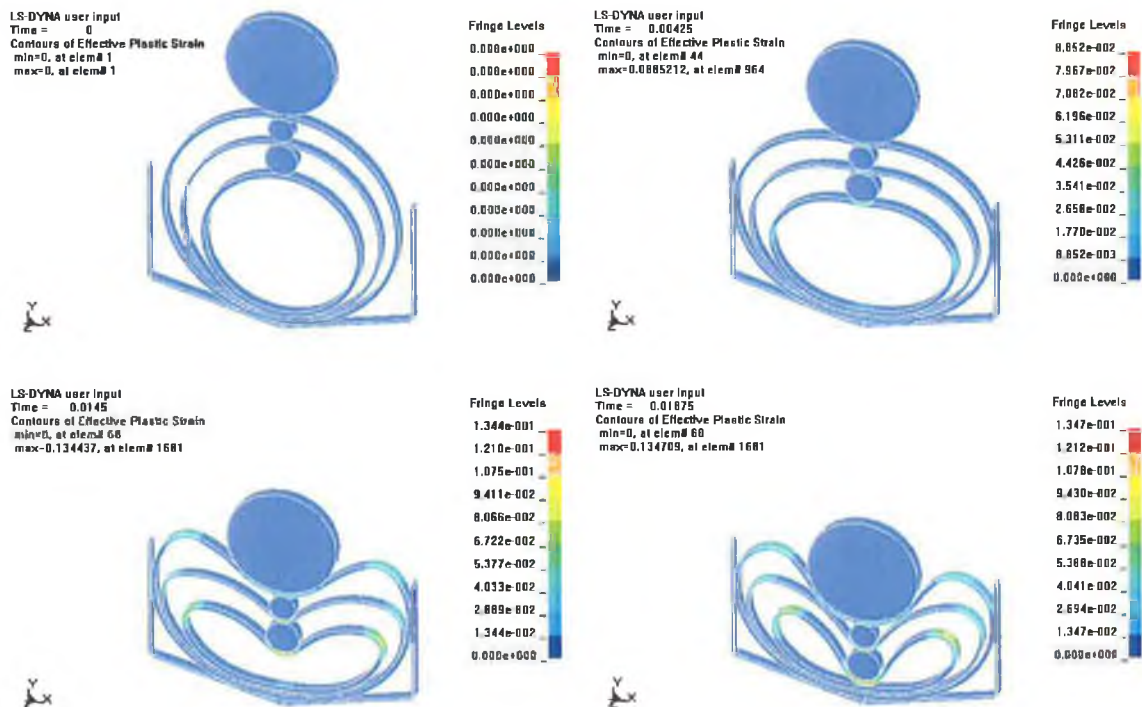 LS-DYNA user input
Time = 0
Contours of Effective Plastic Strain
min=0, at elem# 1
max=0, at elem# 1
Fringe Levels
0.000e+000
0.000e+000
0.000e+000
0.000e+000
0.000e+000
0.000e+000
0.000e+000
0.000e+000
0.000e+000
0.000e+000
0.000e+000
Y
X
Z
LS-DYNA user input
Time = 0.00425
Contours of Effective Plastic Strain
min=0, at elem# 44
max=0.0885212, at elem# 964
Fringe Levels
8.852e-002
7.967e-002
7.082e-002
6.196e-002
5.311e-002
4.426e-002
3.541e-002
2.656e-002
1.770e-002
8.852e-003
0.000e+000
Y
X
Z
LS-DYNA user input
Time = 0.0145
Contours of Effective Plastic Strain
min=0, at elem# 68
max=0.134437, at elem# 1681
Fringe Levels
1.344e-001
1.210e-001
1.075e-001
9.411e-002
8.066e-002
6.722e-002
5.377e-002
4.033e-002
2.689e-002
1.344e-002
0.000e+000
Y
X
Z
LS-DYNA user input
Time = 0.01875
Contours of Effective Plastic Strain
min=0, at elem# 68
max=0.134709, at elem# 1681
Fringe Levels
1.347e-001
1.212e-001
1.078e-001
9.430e-002
8.083e-002
6.735e-002
5.388e-002
4.041e-002
2.694e-002
1.347e-002
0.000e+000
Y
X
Z